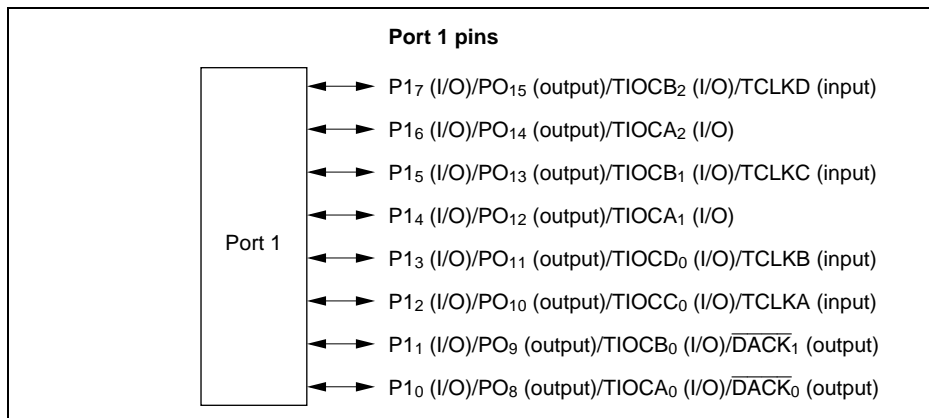 Port 1 pins
P1₇ (I/O)/PO₁₅ (output)/TIOCB₂ (I/O)/TCLKD (input)
P1₆ (I/O)/PO₁₄ (output)/TIOCA₂ (I/O)
P1₅ (I/O)/PO₁₃ (output)/TIOCB₁ (I/O)/TCLKC (input)
P1₄ (I/O)/PO₁₂ (output)/TIOCA₁ (I/O)
Port 1
P1₃ (I/O)/PO₁₁ (output)/TIOCD₀ (I/O)/TCLKB (input)
P1₂ (I/O)/PO₁₀ (output)/TIOCC₀ (I/O)/TCLKA (input)
P1₁ (I/O)/PO₉ (output)/TIOCB₀ (I/O)/D̅A̅C̅K̅₁ (output)
P1₀ (I/O)/PO₈ (output)/TIOCA₀ (I/O)/D̅A̅C̅K̅₀ (output)